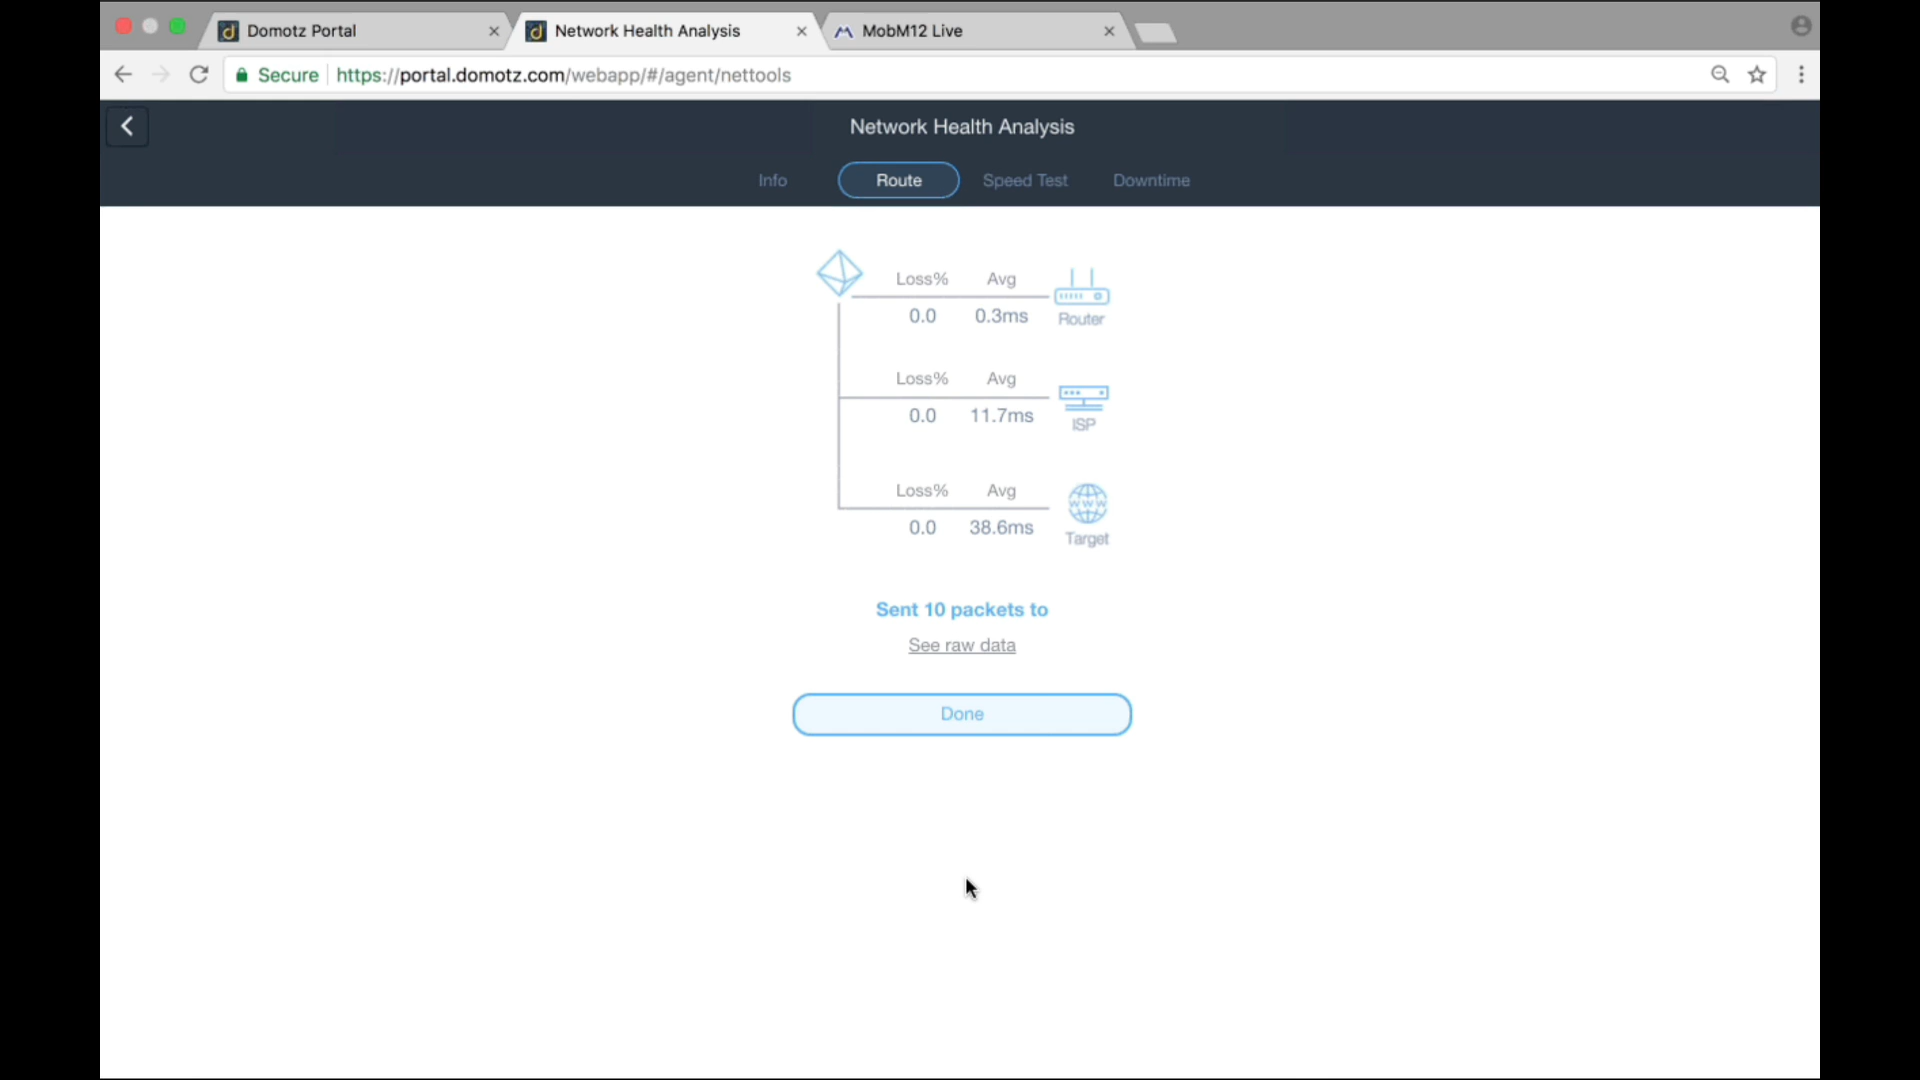 Domotz Portal
Network Health Analysis
MobM12 Live
Secure
https://portal.domotz.com/webapp/#/agent/nettools
Network Health Analysis
Info
Route
Speed Test
Downtime
Loss% Avg
0.0 0.3ms
Router
Loss% Avg
0.0 11.7ms
ISP
Loss% Avg
0.0 38.6ms
www
Target
Sent 10 packets to
See raw data
Done